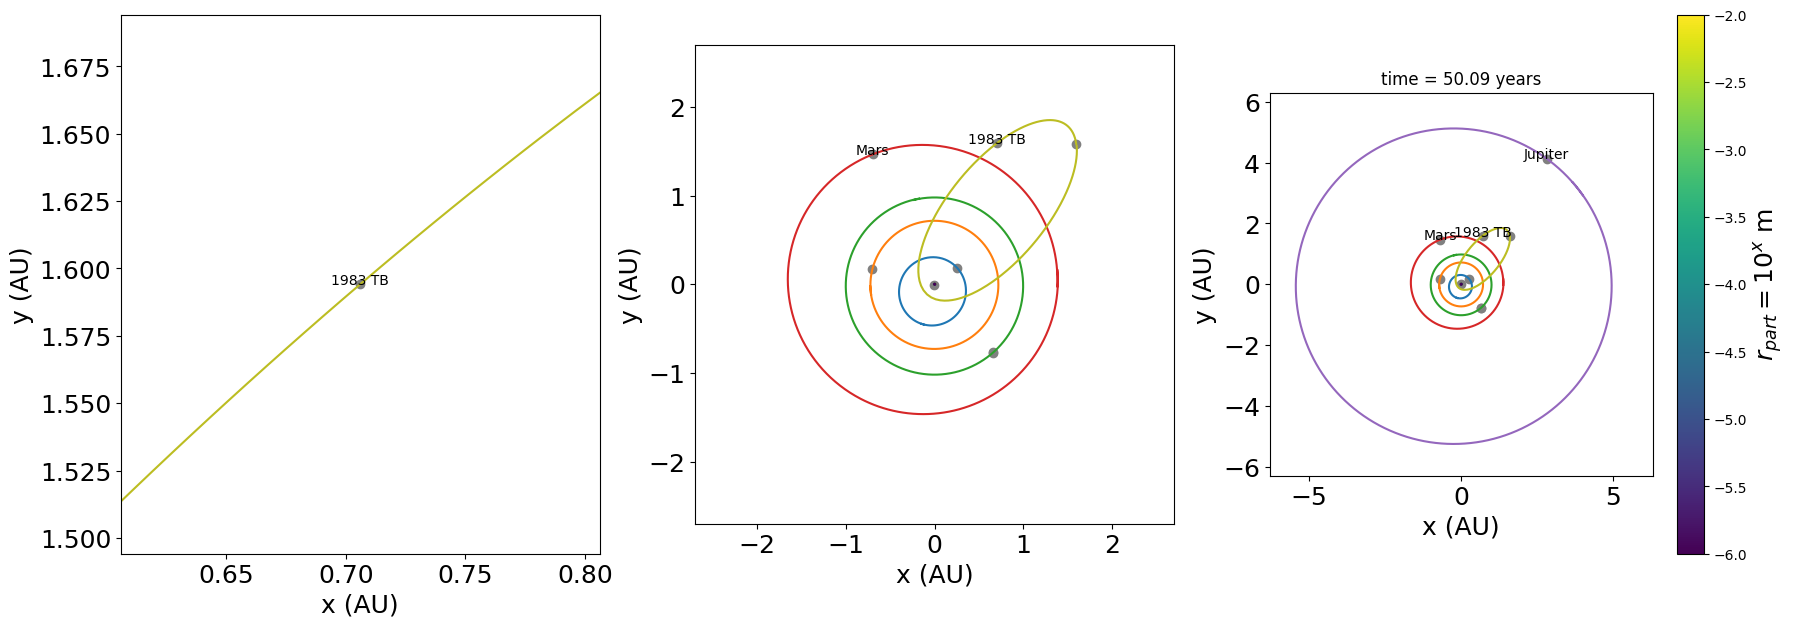 y (AU)
1.675
1.650
1.625
1.600
1.575
1.550
1.525
1.500
1983 TB
0.65 0.70 0.75 0.80
x (AU)
y (AU)
2
1
0
−1
−2
Mars
1983 TB
−2 −1 0 1 2
x (AU)
time = 50.09 years
y (AU)
6
4
2
0
−2
−4
−6
Jupiter
Mars
1983 TB
−5 0 5
x (AU)
−2.0
−2.5
−3.0
−3.5
−4.0
−4.5
−5.0
−5.5
−6.0
r_part = 10^x m